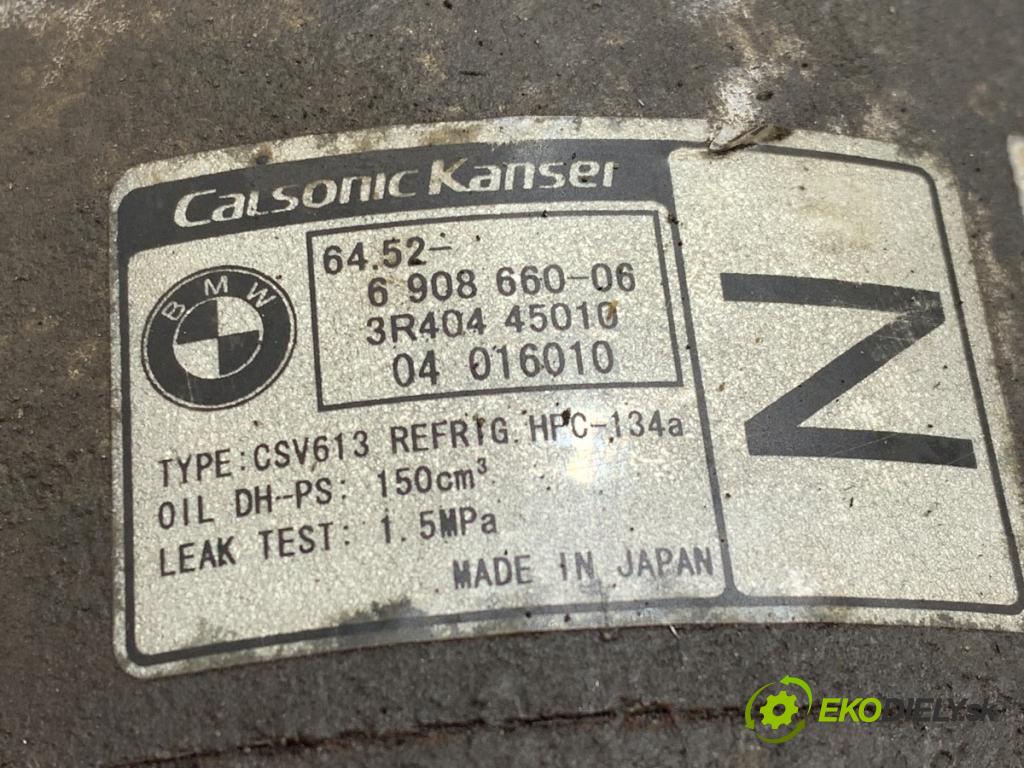 Calsonic Kansei
BMW
64.52-
6 908 660-06
3R404 45010
04 016010
TYPE:CSV613 REFRIG. HPC-134a
OIL DH-PS: 150cm³
LEAK TEST: 1.5MPa
MADE IN JAPAN
Z
EKODIELY.sk